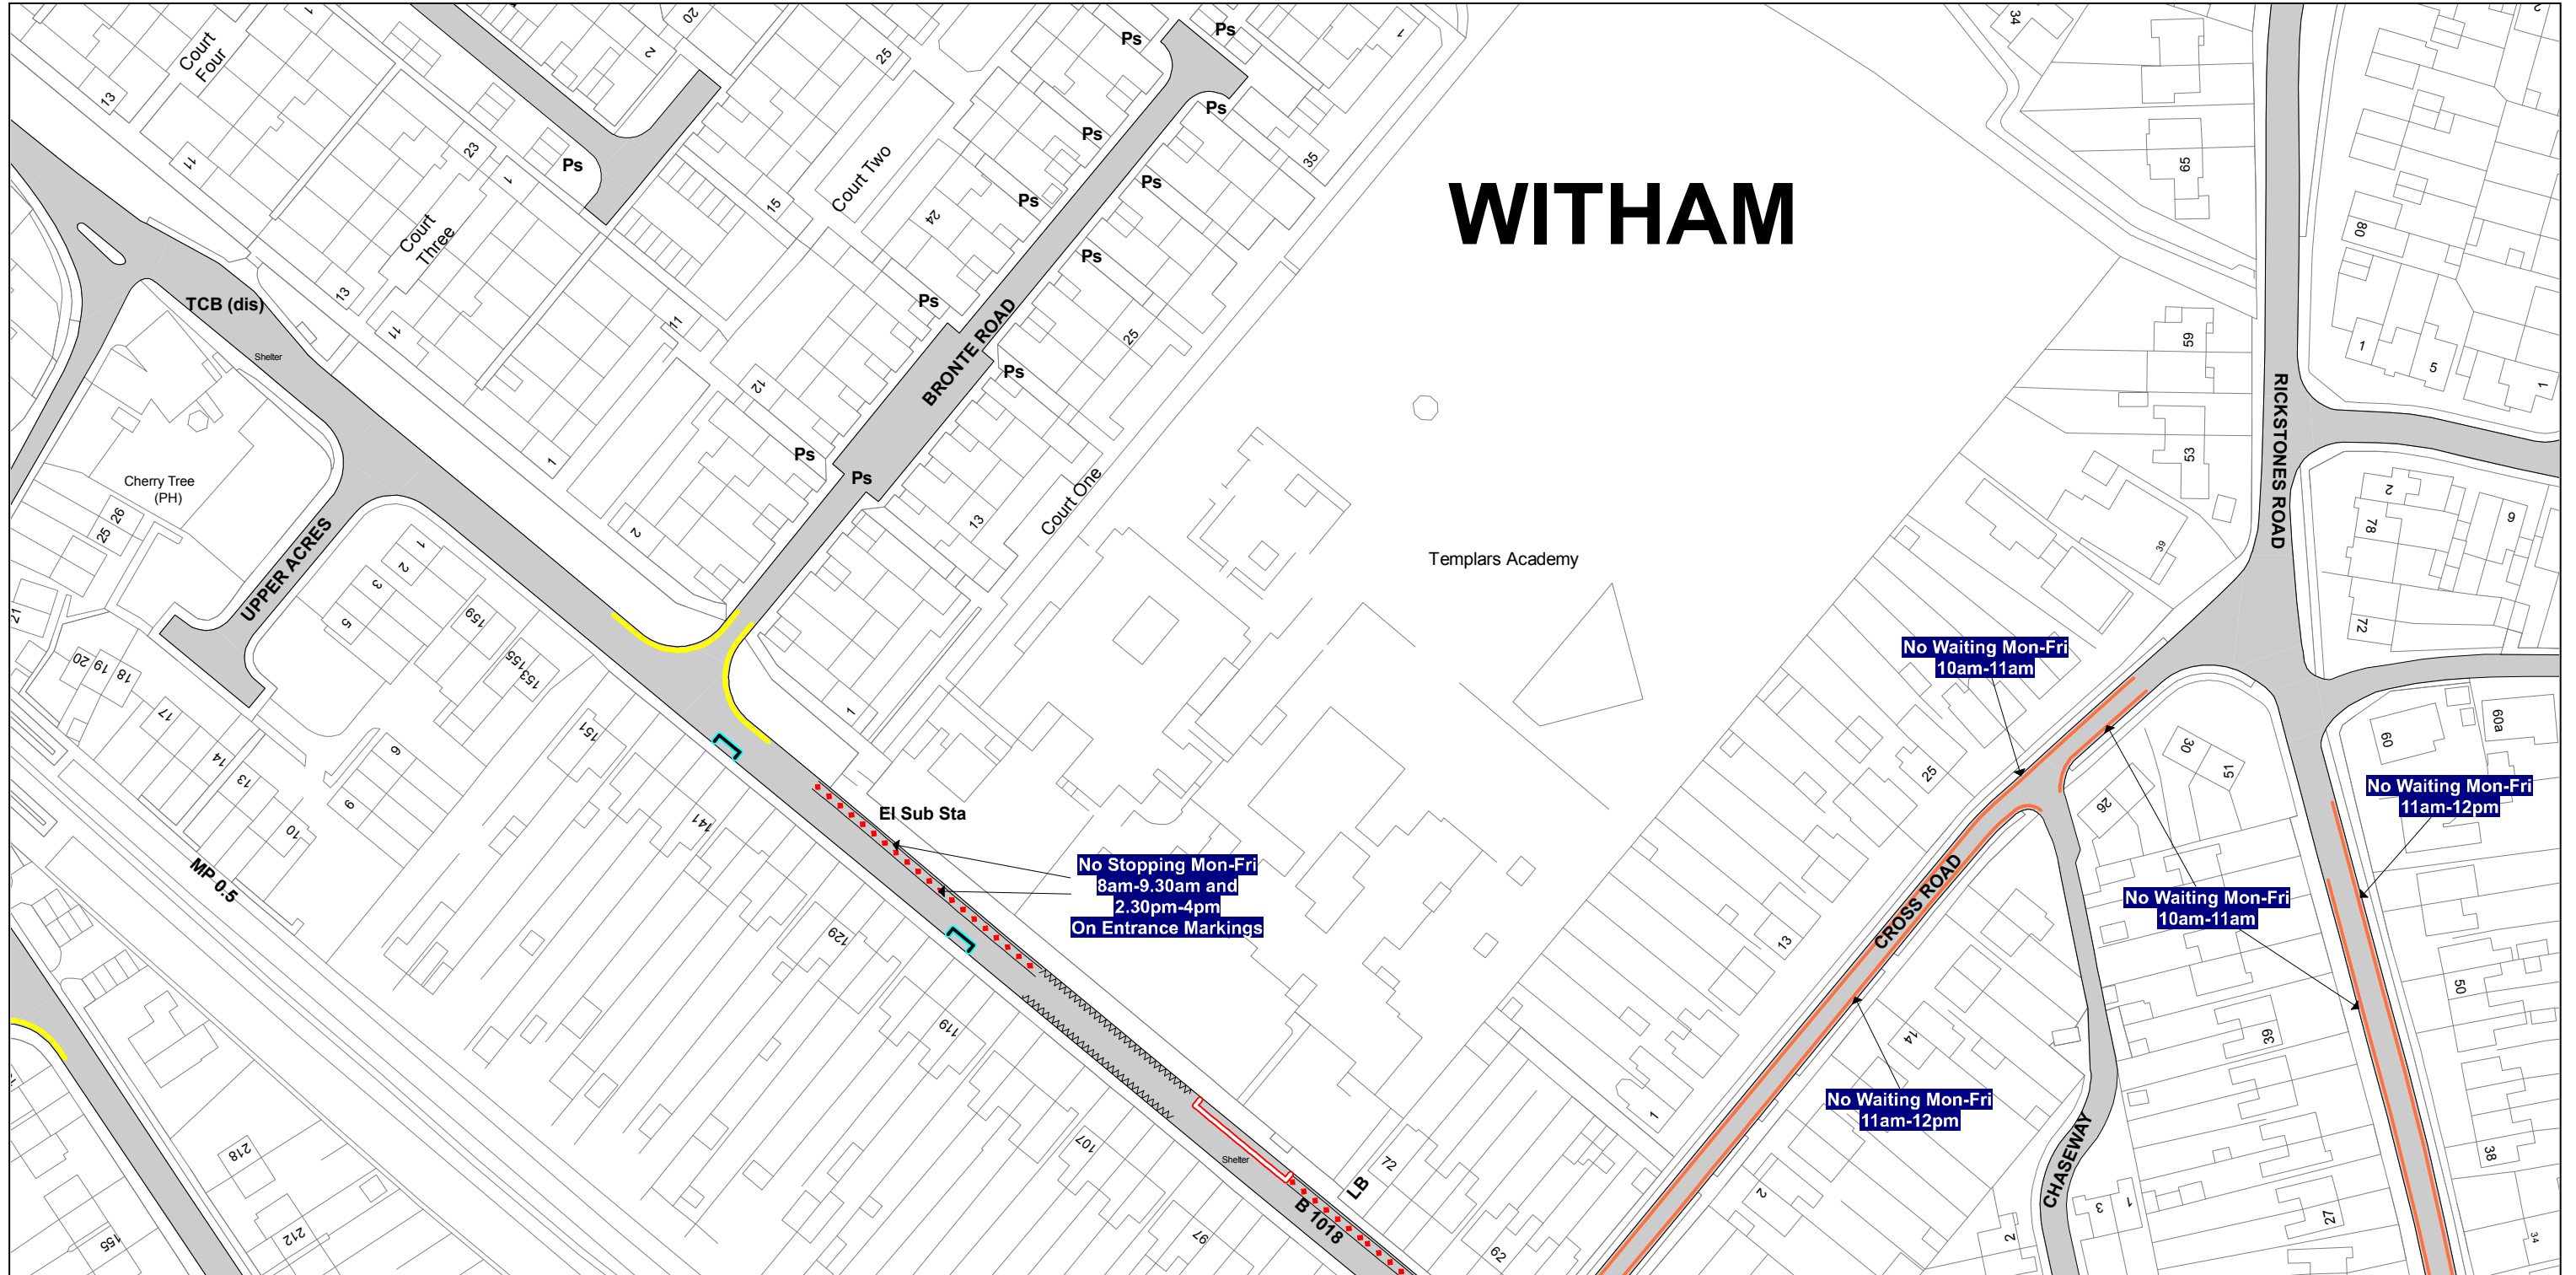 WITHAM
Court
Four
13
11
23
1
Court
Three
13
11
Ps
20
2
25
15
Court Two
24
12
11
1
2
Ps
Ps
Ps
Ps
Ps
Ps
Ps
Ps
Ps
Ps
Ps
Ps
1
35
25
13
1
BRONTE ROAD
Court One
TCB (dis)
Shelter
Cherry Tree
(PH)
26
25
21
UPPER ACRES
1
2
3
5
159
155
153
151
20
19
18
17
14
13
10
6
9
MP 0.5
141
129
119
107
97
El Sub Sta
No Stopping Mon-Fri
8am-9.30am and
2.30pm-4pm
On Entrance Markings
Templars Academy
Shelter
LB
72
62
B 1018
218
212
155
34
65
59
53
39
RICKSTONES ROAD
80
1
5
1
2
78
9
72
60
60a
No Waiting Mon-Fri
10am-11am
No Waiting Mon-Fri
11am-12pm
No Waiting Mon-Fri
10am-11am
No Waiting Mon-Fri
11am-12pm
CROSS ROAD
25
13
1
30
51
26
14
2
CHASEWAY
39
50
38
27
34
3
1
2